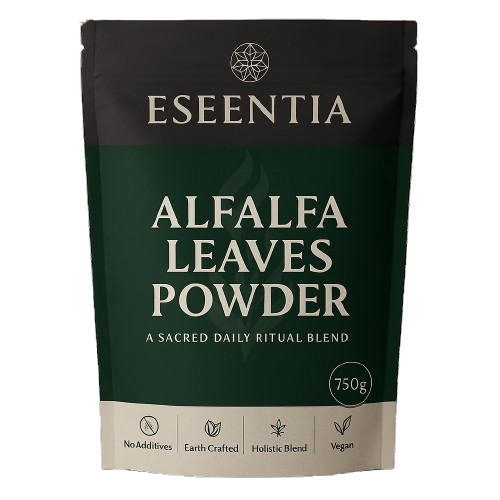 ESEENTIA
ALFALFA
LEAVES
POWDER
A SACRED DAILY RITUAL BLEND
750g
No Additives
Earth Crafted
Holistic Blend
Vegan